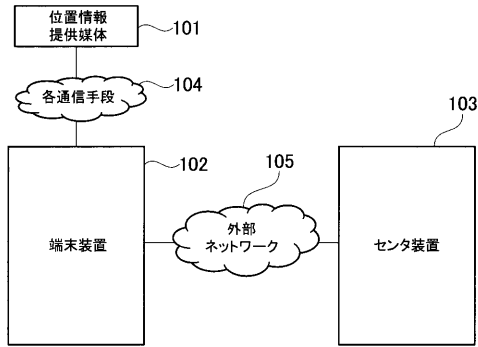 位置情報
提供媒体
101
各通信手段
104
端末装置
102
外部
ネットワーク
105
センタ装置
103